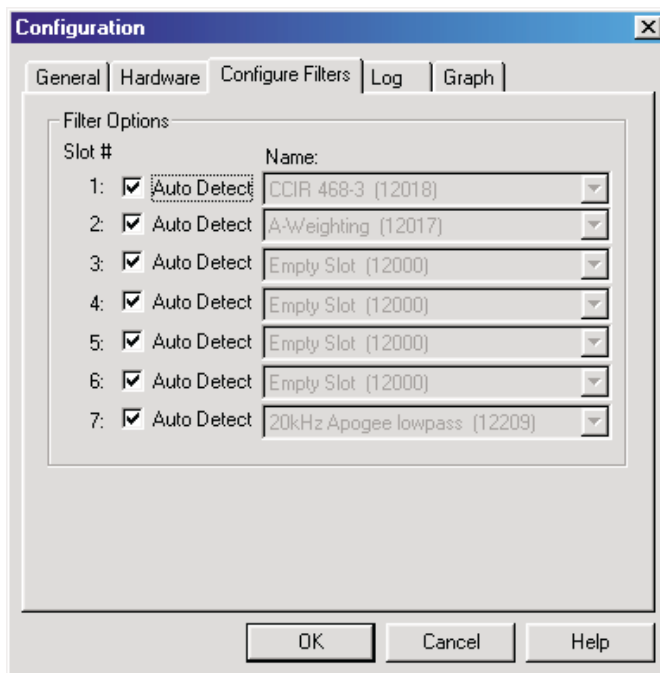 Configuration
General Hardware Configure Filters Log Graph
Filter Options
Slot #
Name:
1: Auto Detect CCIR 468-3 (12018)
2: Auto Detect A-Weighting (12017)
3: Auto Detect Empty Slot (12000)
4: Auto Detect Empty Slot (12000)
5: Auto Detect Empty Slot (12000)
6: Auto Detect Empty Slot (12000)
7: Auto Detect 20kHz Apogee lowpass (12209)
OK Cancel Help